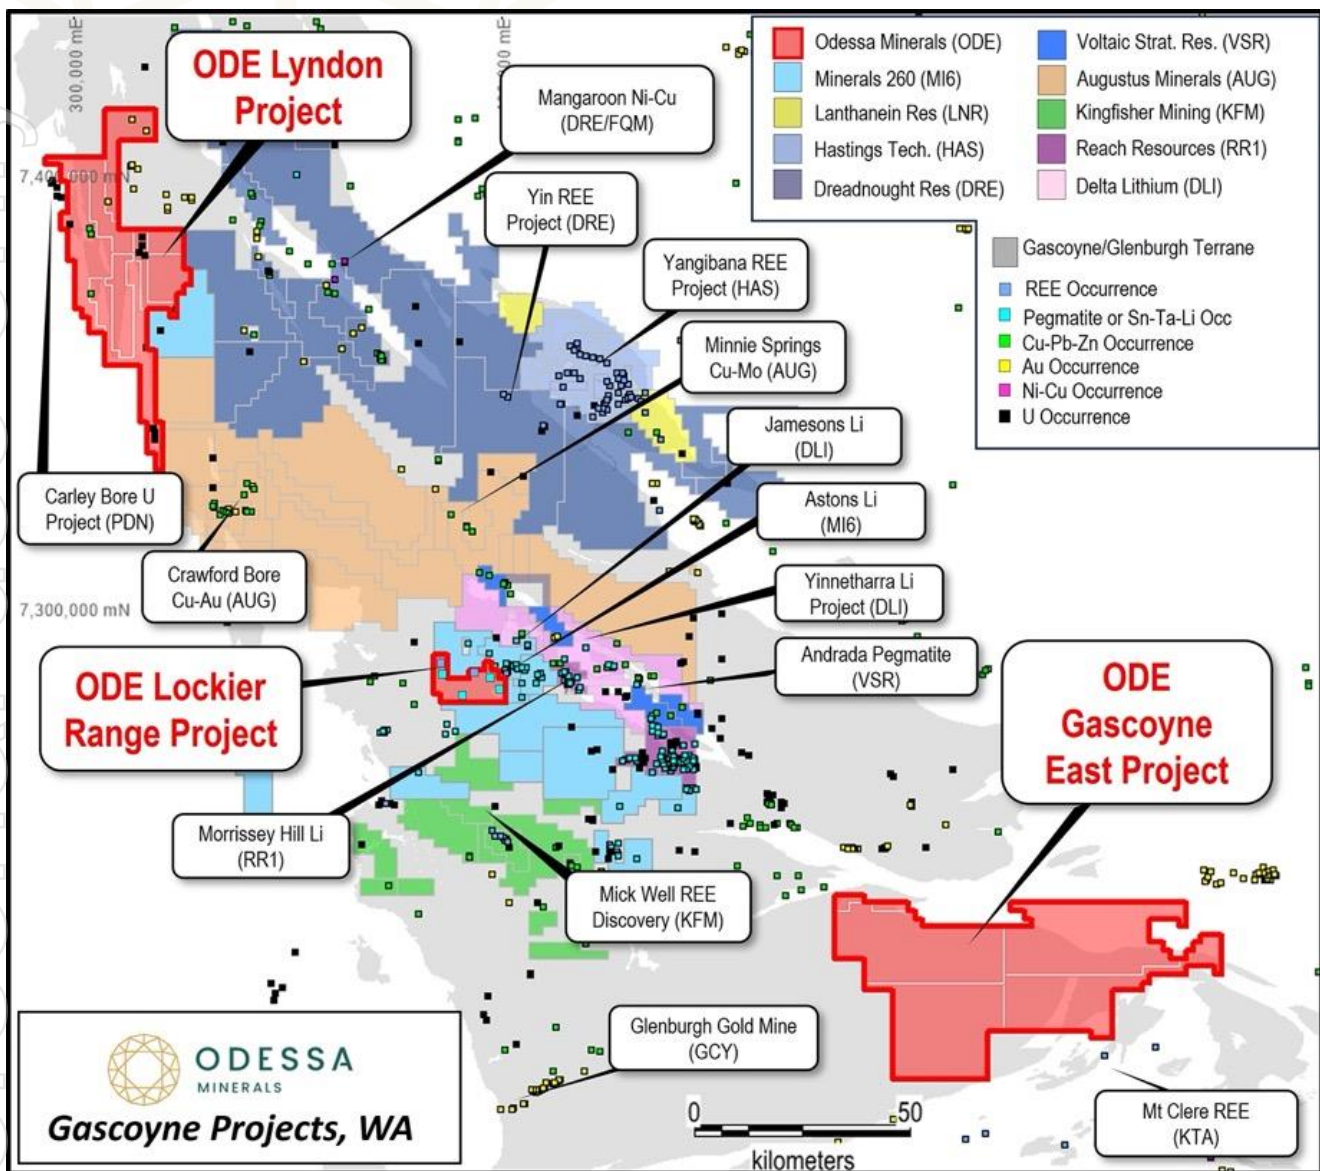 300,000 mE
00 mE
7,400,000 mN
7,300,000 mN
ODE Lyndon
Project
Mangaroon Ni-Cu
(DRE/FQM)
Yin REE
Project (DRE)
Yangibana REE
Project (HAS)
Minnie Springs
Cu-Mo (AUG)
Jamesons Li
(DLI)
Astons Li
(MI6)
Yinnetharra Li
Project (DLI)
Andrada Pegmatite
(VSR)
Carley Bore U
Project (PDN)
Crawford Bore
Cu-Au (AUG)
ODE Lockier
Range Project
ODE
Gascoyne
East Project
Morrissey Hill Li
(RR1)
Mick Well REE
Discovery (KFM)
Glenburgh Gold Mine
(GCY)
Mt Clere REE
(KTA)
Odessa Minerals (ODE)
Minerals 260 (MI6)
Lanthanein Res (LNR)
Hastings Tech. (HAS)
Dreadnought Res (DRE)
Voltaic Strat. Res. (VSR)
Augustus Minerals (AUG)
Kingfisher Mining (KFM)
Reach Resources (RR1)
Delta Lithium (DLI)
Gascoyne/Glenburgh Terrane
REE Occurrence
Pegmatite or Sn-Ta-Li Occ
Cu-Pb-Zn Occurrence
Au Occurrence
Ni-Cu Occurrence
U Occurrence
ODESSA
MINERALS
Gascoyne Projects, WA
0 50
kilometers